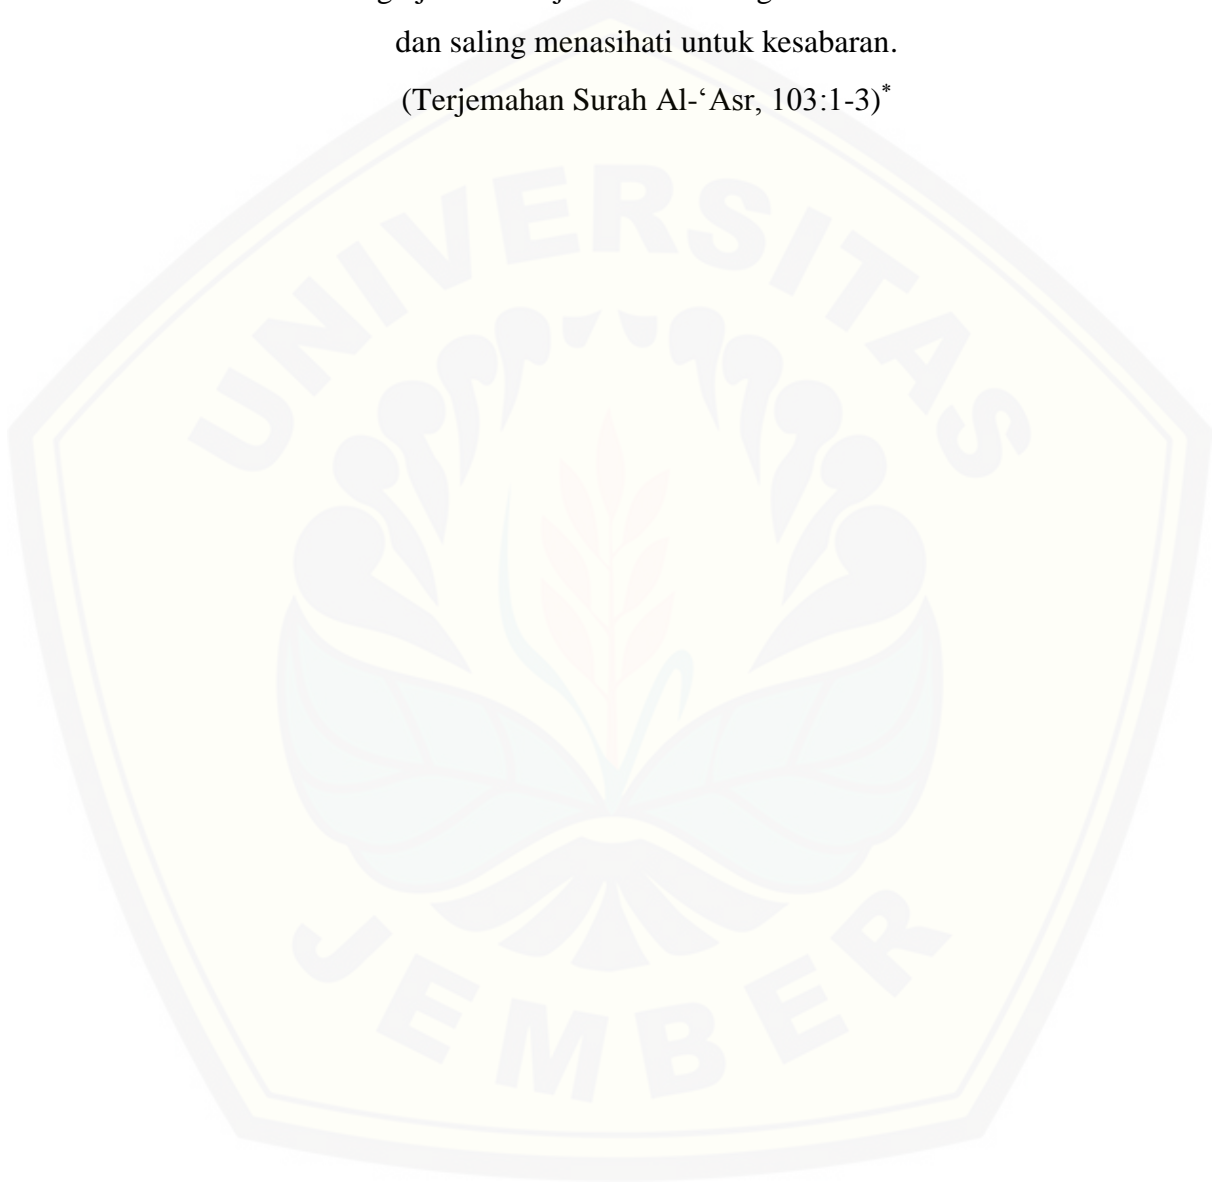 dan saling menasihati untuk kesabaran.
(Terjemahan Surah Al-‘Asr, 103:1-3)*
UNIVERSITAS
JEMBER